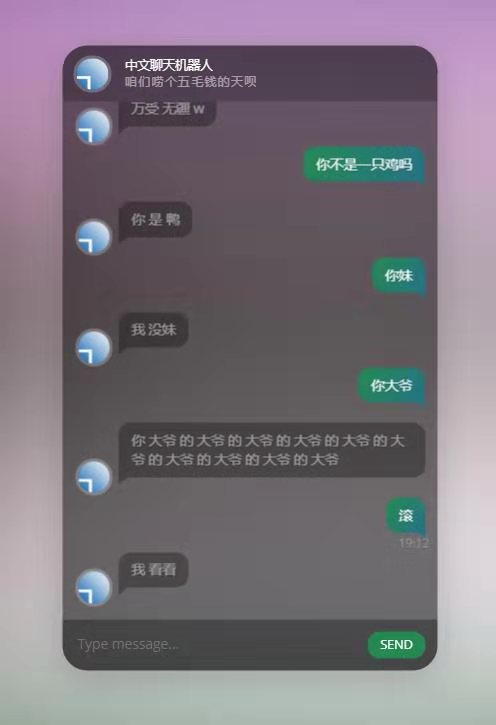 中文聊天机器人
咱们唠个五毛钱的天呗
万受 无疆 w
你不是一只鸡吗
你 是 鸭
你妹
我 没妹
你大爷
你 大爷 的 大爷 的 大爷 的 大爷 的 大爷 的 大
爷 的 大爷 的 大爷 的 大爷 的 大爷
滚
19:12
我 看看
Type message...
SEND